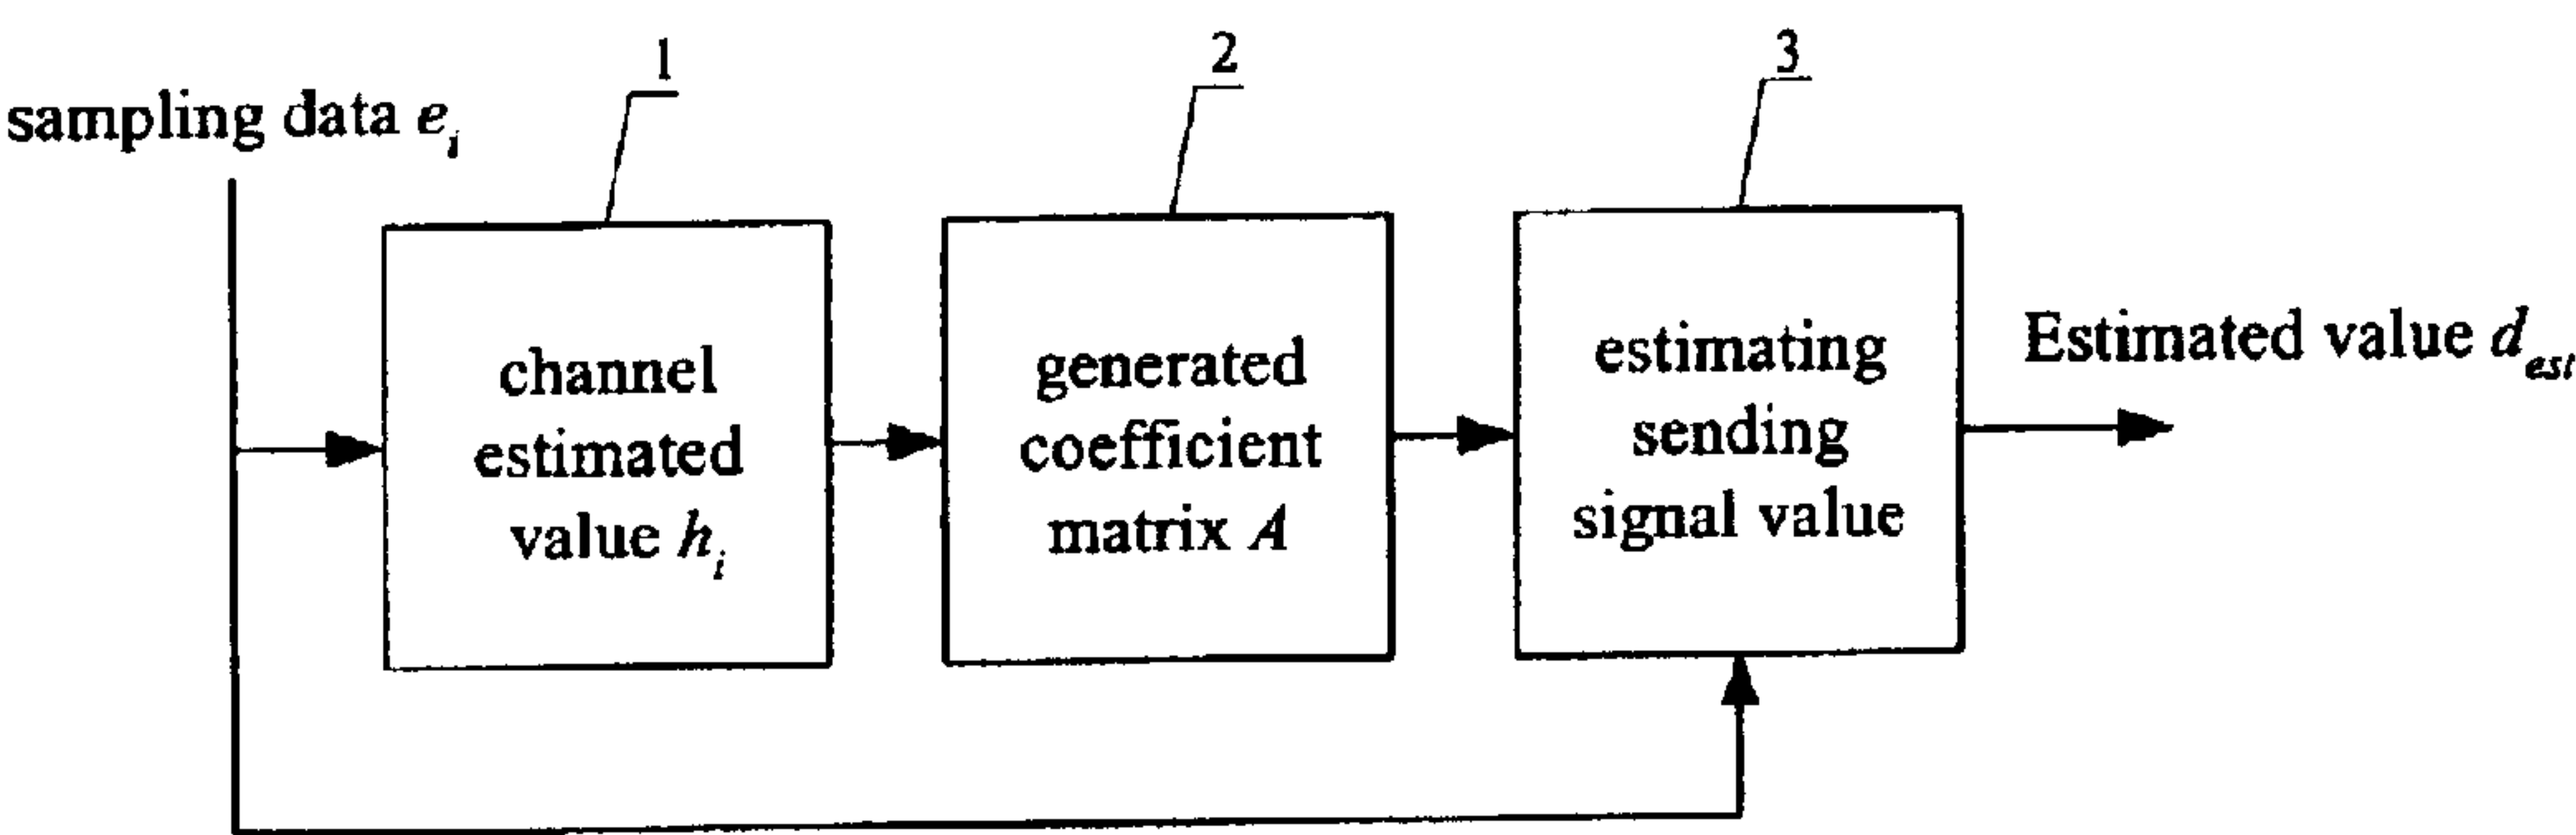 1
2
3
sampling data e_i
channel
estimated
value h_i
generated
coefficient
matrix A
estimating
sending
signal value
Estimated value d_est